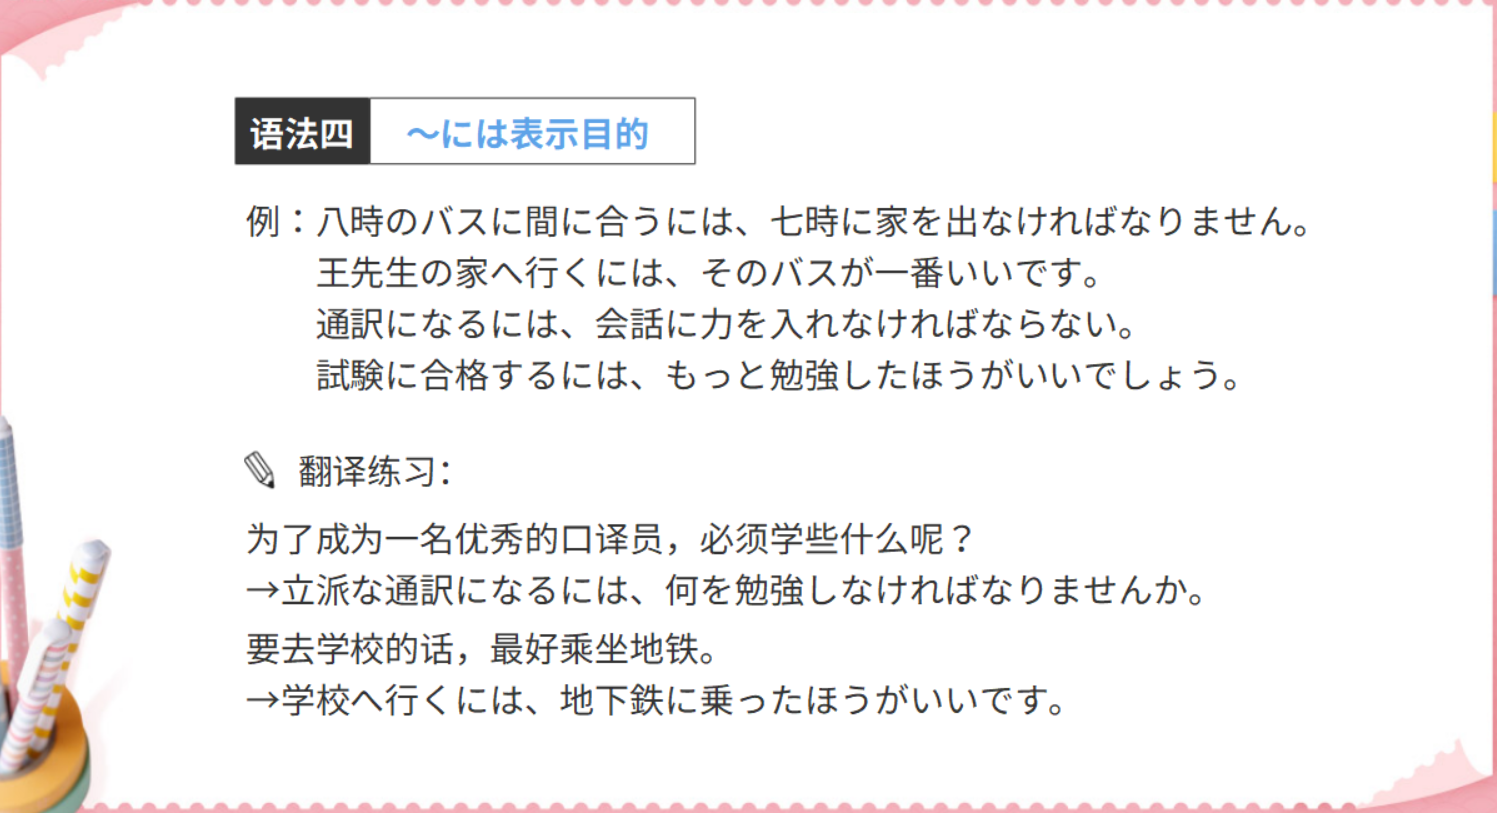 语法四 ～には表示目的
例：八時のバスに間に合うには、七時に家を出なければなりません。
王先生の家へ行くには、そのバスが一番いいです。
通訳になるには、会話に力を入れなければならない。
試験に合格するには、もっと勉強したほうがいいでしょう。
翻译练习：
为了成为一名优秀的口译员，必须学些什么呢？
→立派な通訳になるには、何を勉強しなければなりませんか。
要去学校的话，最好乘坐地铁。
→学校へ行くには、地下鉄に乗ったほうがいいです。